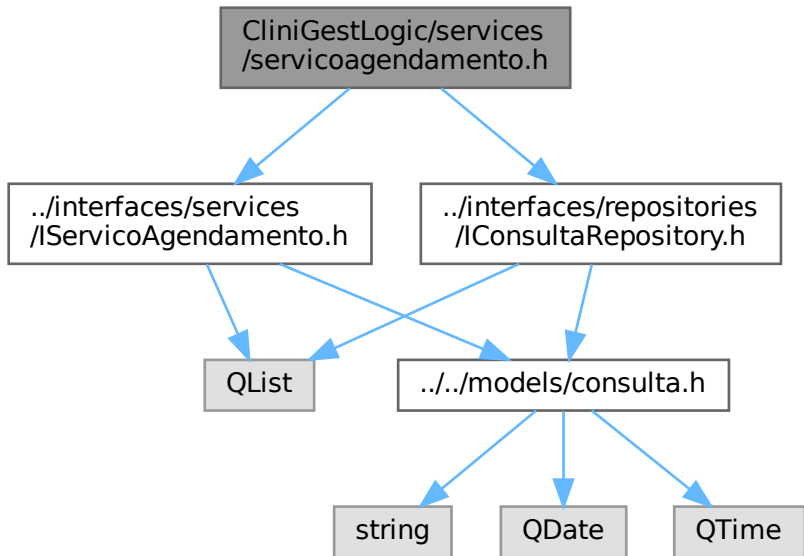 CliniGestLogic/services
/servicoagendamento.h
../interfaces/services
/IServicoAgendamento.h
../interfaces/repositories
/IConsultaRepository.h
QList
../../models/consulta.h
string
QDate
QTime